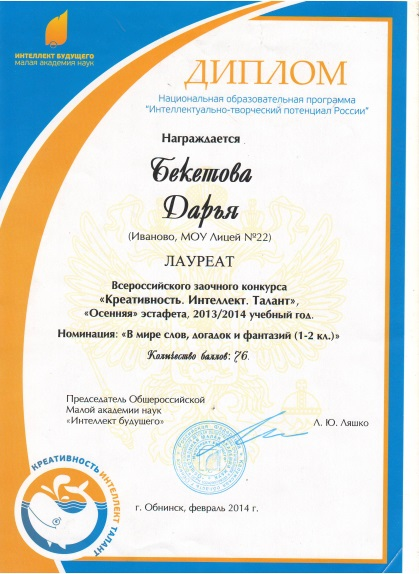 ИНТЕЛЛЕКТ БУДУЩЕГО
малая академия наук
ДИПЛОМ
Национальная образовательная программа
"Интеллектуально-творческий потенциал России"
Награждается
Бекетова
Дарья
(Иваново, МОУ Лицей №22)
ЛАУРЕАТ
Всероссийского заочного конкурса
«Креативность. Интеллект. Талант»,
«Осенняя» эстафета, 2013/2014 учебный год.
Номинация: «В мире слов, догадок и фантазий (1-2 кл.)»
Количество баллов: 76.
Председатель Общероссийской
Малой академии наук
«Интеллект будущего»
Л. Ю. Ляшко
КРЕАТИВНОСТЬ ИНТЕЛЛЕКТ ТАЛАНТ
г. Обнинск, февраль 2014 г.